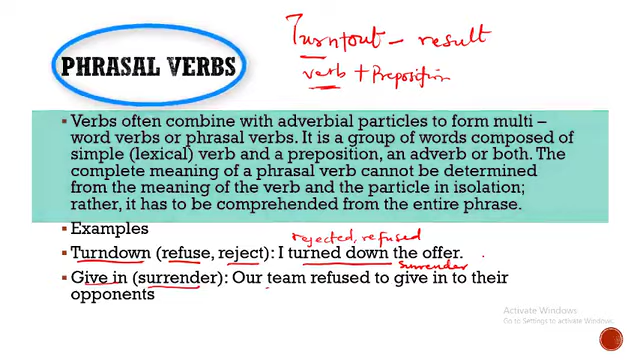 Turnout – result
verb + Preposition
PHRASAL VERBS
▪ Verbs often combine with adverbial particles to form multi –
word verbs or phrasal verbs. It is a group of words composed of
simple (lexical) verb and a preposition, an adverb or both. The
complete meaning of a phrasal verb cannot be determined
from the meaning of the verb and the particle in isolation;
rather, it has to be comprehended from the entire phrase.
▪ Examples
rejected, refused
▪ Turndown (refuse, reject): I turned down the offer.
surrender
▪ Give in (surrender): Our team refused to give in to their
opponents
Activate Windows
Go to Settings to activate Windows.